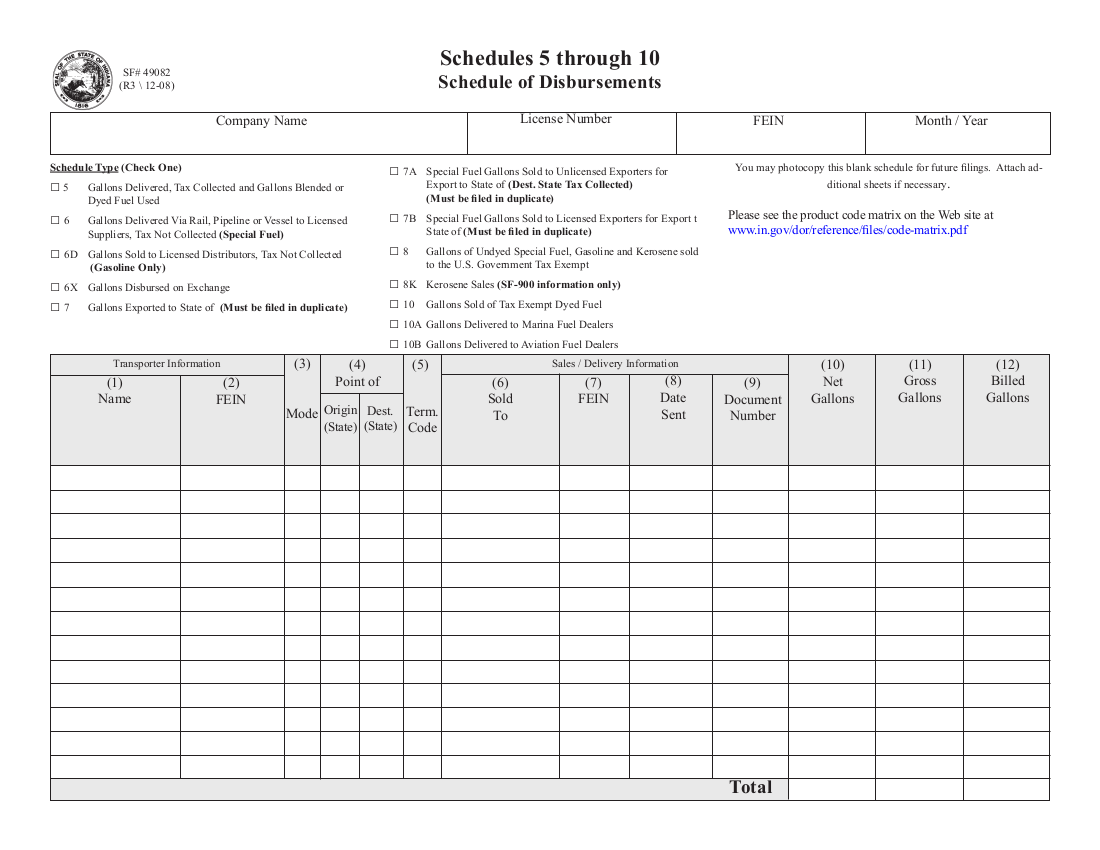 Schedules 5 through 10
Schedule of Disbursements
SEAL OF THE STATE OF INDIANA
1816
SF# 49082
(R3 \ 12-08)
Company Name
License Number
FEIN
Month / Year
Schedule Type (Check One)
☐ 5 Gallons Delivered, Tax Collected and Gallons Blended or
Dyed Fuel Used
☐ 6 Gallons Delivered Via Rail, Pipeline or Vessel to Licensed
Suppliers, Tax Not Collected (Special Fuel)
☐ 6D Gallons Sold to Licensed Distributors, Tax Not Collected
(Gasoline Only)
☐ 6X Gallons Disbursed on Exchange
☐ 7 Gallons Exported to State of (Must be filed in duplicate)
☐ 7A Special Fuel Gallons Sold to Unlicensed Exporters for
Export to State of (Dest. State Tax Collected)
(Must be filed in duplicate)
☐ 7B Special Fuel Gallons Sold to Licensed Exporters for Export t
State of (Must be filed in duplicate)
☐ 8 Gallons of Undyed Special Fuel, Gasoline and Kerosene sold
to the U.S. Government Tax Exempt
☐ 8K Kerosene Sales (SF-900 information only)
☐ 10 Gallons Sold of Tax Exempt Dyed Fuel
☐ 10A Gallons Delivered to Marina Fuel Dealers
☐ 10B Gallons Delivered to Aviation Fuel Dealers
You may photocopy this blank schedule for future filings. Attach ad-
ditional sheets if necessary.
Please see the product code matrix on the Web site at
www.in.gov/dor/reference/files/code-matrix.pdf
Transporter Information
(1)
Name
(2)
FEIN
(3)
Mode
(4)
Point of
Origin
(State)
Dest.
(State)
(5)
Term.
Code
Sales / Delivery Information
(6)
Sold
To
(7)
FEIN
(8)
Date
Sent
(9)
Document
Number
(10)
Net
Gallons
(11)
Gross
Gallons
(12)
Billed
Gallons
Total